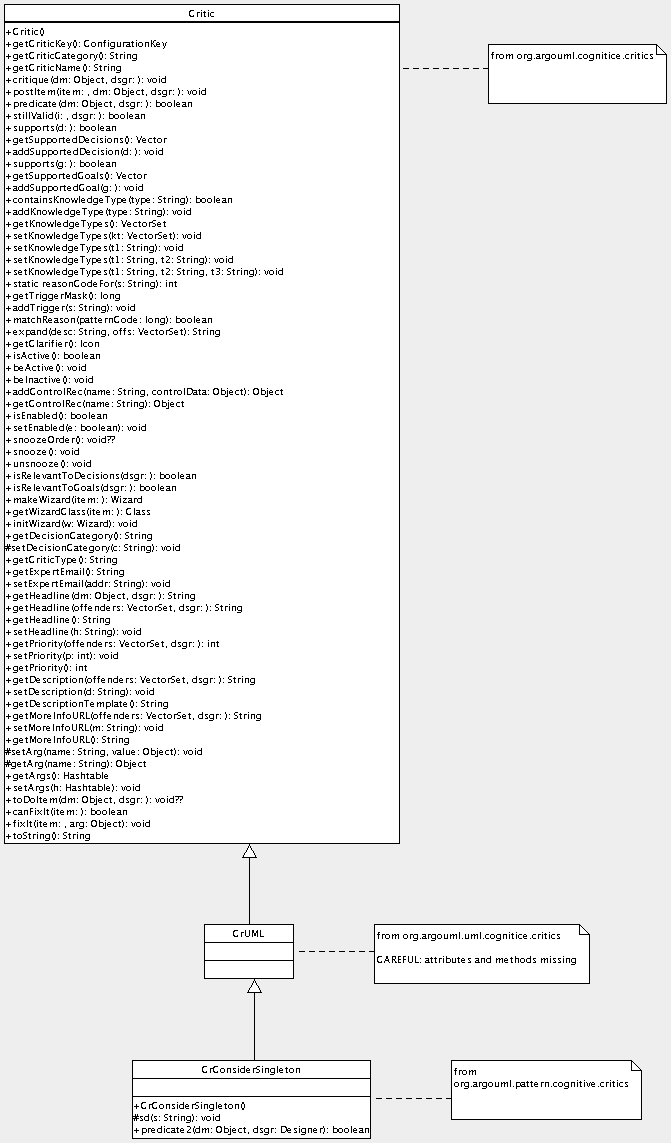 Critic
+Critic()
+getCriticKey(): ConfigurationKey
+getCriticCategory(): String
+getCriticName(): String
+critique(dm: Object, dsgr: ): void
+postItem(item: , dm: Object, dsgr: ): void
+predicate(dm: Object, dsgr: ): boolean
+stillValid(i: , dsgr: ): boolean
+supports(d: ): boolean
+getSupportedDecisions(): Vector
+addSupportedDecision(d: ): void
+supports(g: ): boolean
+getSupportedGoals(): Vector
+addSupportedGoal(g: ): void
+containsKnowledgeType(type: String): boolean
+addKnowledgeType(type: String): void
+getKnowledgeTypes(): VectorSet
+setKnowledgeTypes(kt: VectorSet): void
+setKnowledgeTypes(t1: String): void
+setKnowledgeTypes(t1: String, t2: String): void
+setKnowledgeTypes(t1: String, t2: String, t3: String): void
+static reasonCodeFor(s: String): int
+getTriggerMask(): long
+addTrigger(s: String): void
+matchReason(patternCode: long): boolean
+expand(desc: String, offs: VectorSet): String
+getClarifier(): Icon
+isActive(): boolean
+beActive(): void
+beInactive(): void
+addControlRec(name: String, controlData: Object): Object
+getControlRec(name: String): Object
+isEnabled(): boolean
+setEnabled(e: boolean): void
+snoozeOrder(): void??
+snooze(): void
+unsnooze(): void
+isRelevantToDecisions(dsgr: ): boolean
+isRelevantToGoals(dsgr: ): boolean
+makeWizard(item: ): Wizard
+getWizardClass(item: ): Class
+initWizard(w: Wizard): void
+getDecisionCategory(): String
#setDecisionCategory(c: String): void
+getCriticType(): String
+getExpertEmail(): String
+setExpertEmail(addr: String): void
+getHeadline(dm: Object, dsgr: ): String
+getHeadline(offenders: VectorSet, dsgr: ): String
+getHeadline(): String
+setHeadline(h: String): void
+getPriority(offenders: VectorSet, dsgr: ): int
+setPriority(p: int): void
+getPriority(): int
+getDescription(offenders: VectorSet, dsgr: ): String
+setDescription(d: String): void
+getDescriptionTemplate(): String
+getMoreInfoURL(offenders: VectorSet, dsgr: ): String
+setMoreInfoURL(m: String): void
+getMoreInfoURL(): String
#setArg(name: String, value: Object): void
#getArg(name: String): Object
+getArgs(): Hashtable
+setArgs(h: Hashtable): void
+toDoItem(dm: Object, dsgr: ): void??
+canFixIt(item: ): boolean
+fixIt(item: , arg: Object): void
+toString(): String
from org.argouml.cognitice.critics
CrUML
from org.argouml.uml.cognitice.critics
CAREFUL: attributes and methods missing
CrConsiderSingleton
+CrConsiderSingleton()
#sd(s: String): void
+predicate2(dm: Object, dsgr: Designer): boolean
from
org.argouml.pattern.cognitive.critics